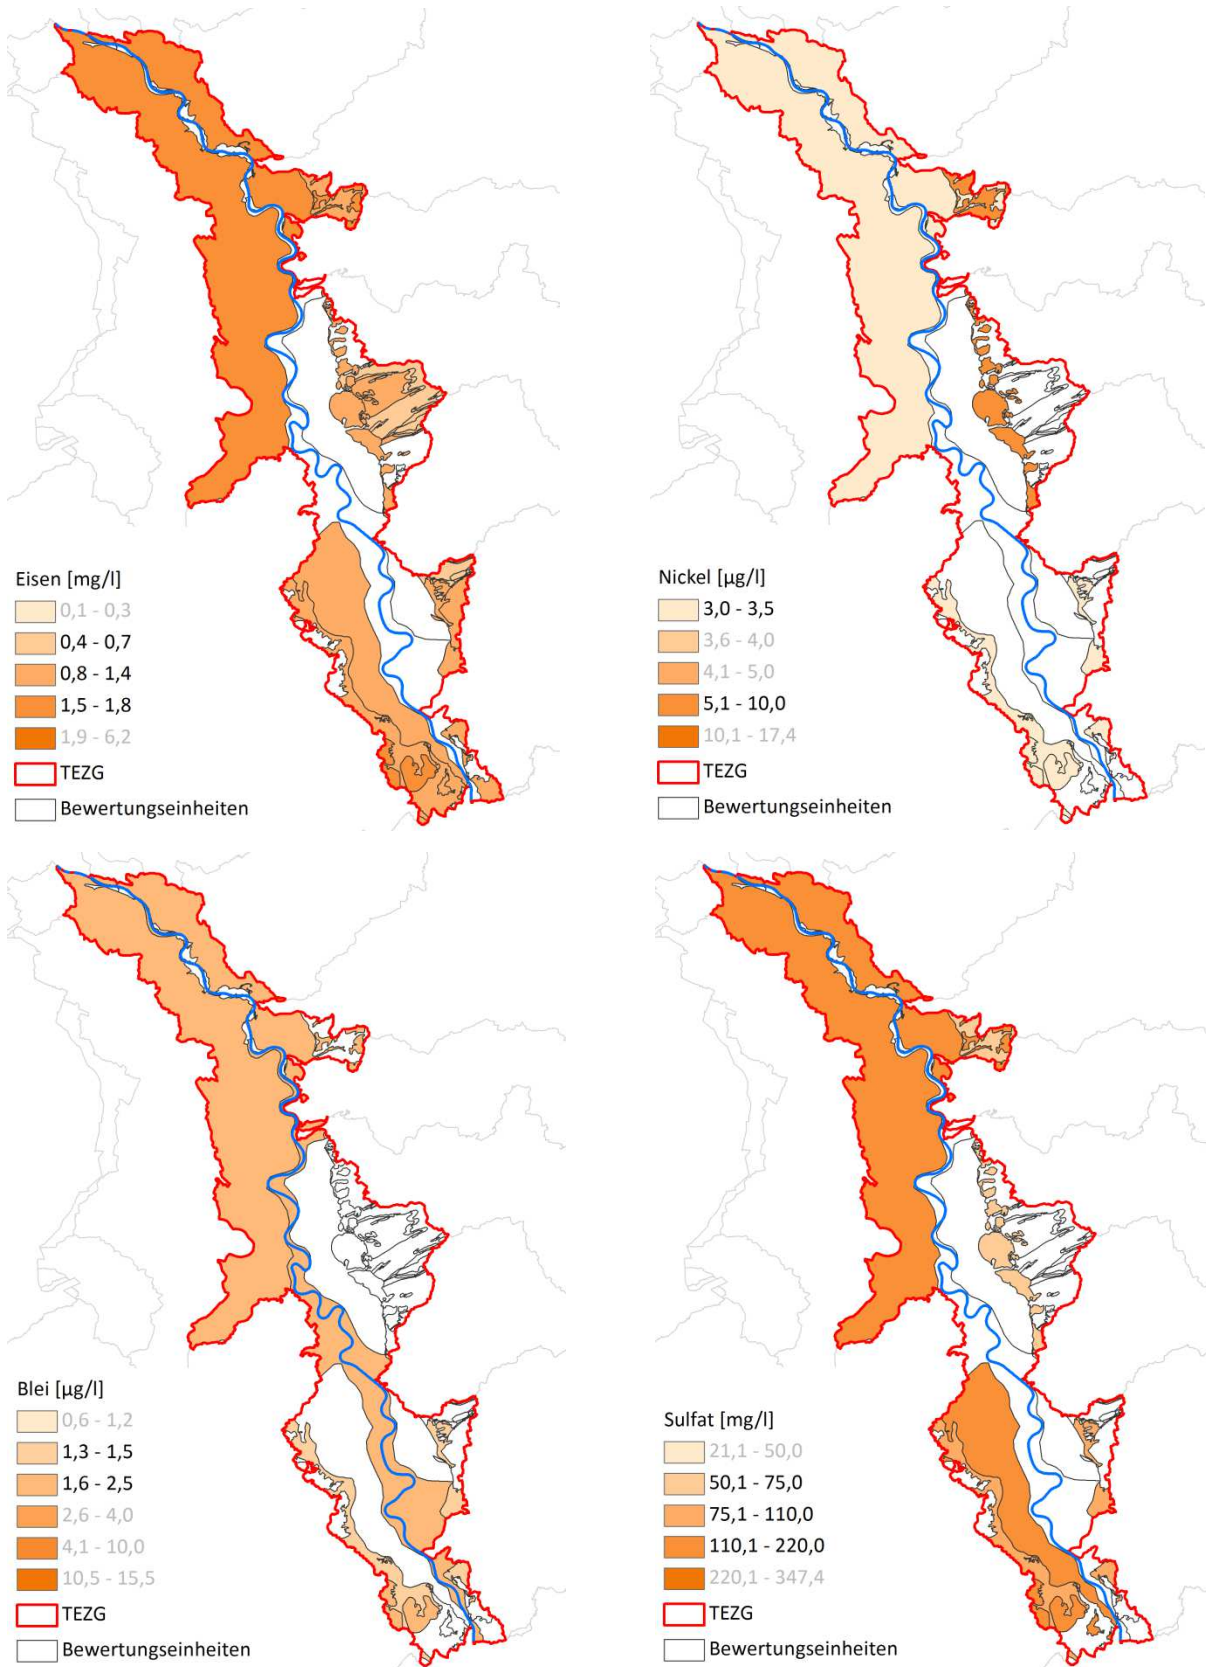 Eisen [mg/l]
0,1 - 0,3
0,4 - 0,7
0,8 - 1,4
1,5 - 1,8
1,9 - 6,2
TEZG
Bewertungseinheiten
Nickel [µg/l]
3,0 - 3,5
3,6 - 4,0
4,1 - 5,0
5,1 - 10,0
10,1 - 17,4
TEZG
Bewertungseinheiten
Blei [µg/l]
0,6 - 1,2
1,3 - 1,5
1,6 - 2,5
2,6 - 4,0
4,1 - 10,0
10,5 - 15,5
TEZG
Bewertungseinheiten
Sulfat [mg/l]
21,1 - 50,0
50,1 - 75,0
75,1 - 110,0
110,1 - 220,0
220,1 - 347,4
TEZG
Bewertungseinheiten